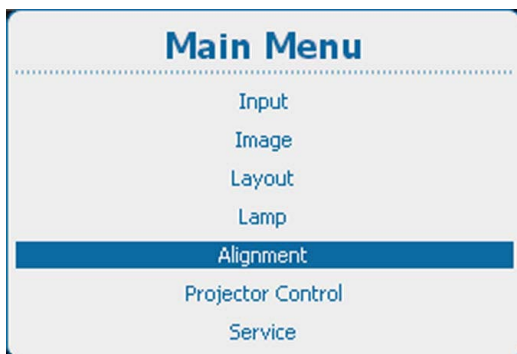 Main Menu
Input
Image
Layout
Lamp
Alignment
Projector Control
Service